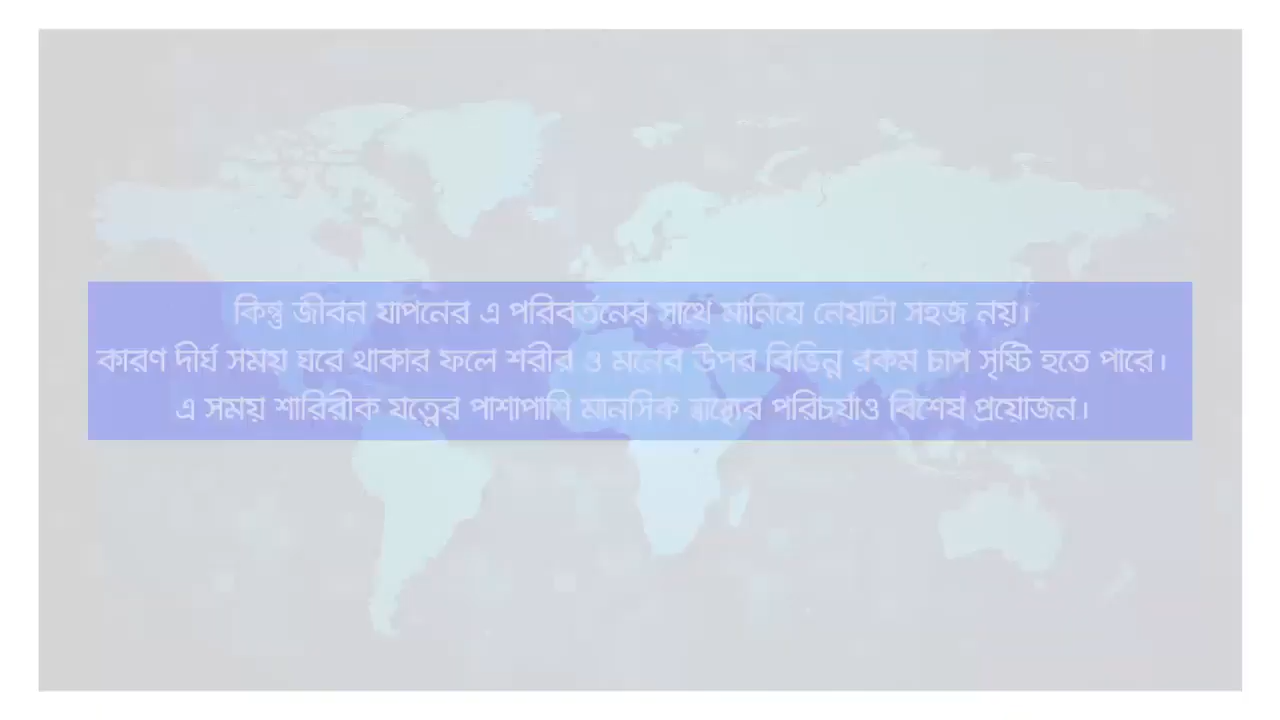 কিন্তু জীবন যাপনের এ পরিবর্তনের সাথে মানিয়ে নেয়াটা সহজ নয়।
কারণ দীর্ঘ সময় ঘরে থাকার ফলে শরীর ও মনের উপর বিভিন্ন রকম চাপ সৃষ্টি হতে পারে।
এ সময় শারিরীক যত্নের পাশাপাশি মানসিক স্বাস্থ্যের পরিচর্যাও বিশেষ প্রয়োজন।